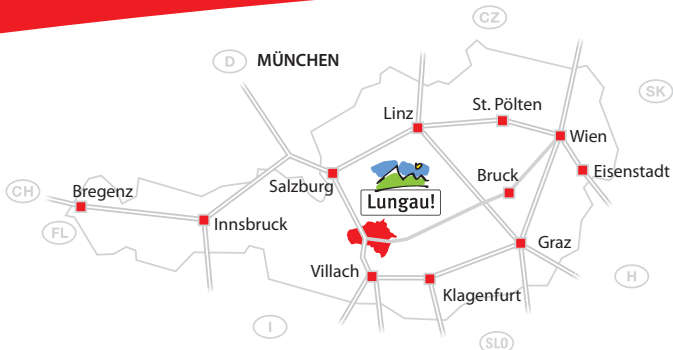 CZ
D MÜNCHEN
SK
St. Pölten
Linz
Wien
Bruck
Eisenstadt
Salzburg
CH
Bregenz
Lungau!
Innsbruck
FL
Graz
Villach
H
Klagenfurt
I
SLO